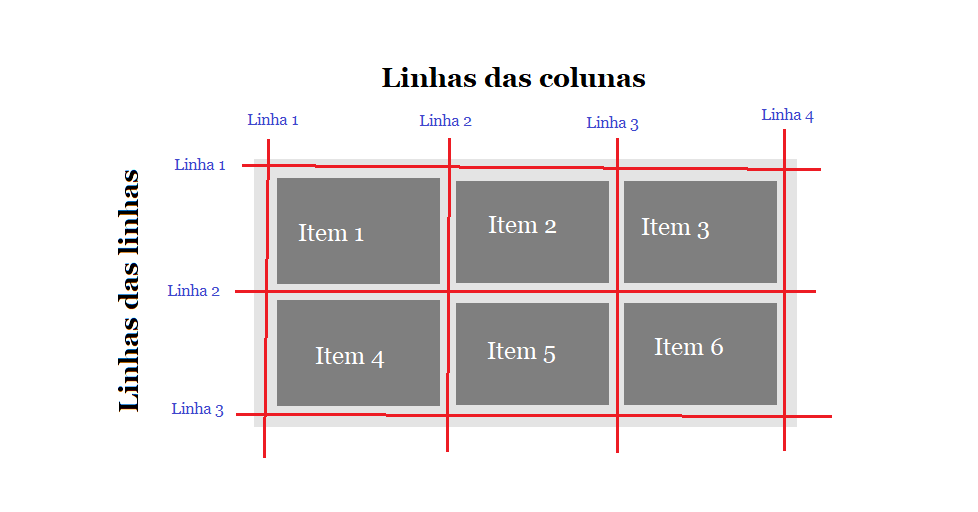 Linhas das colunas
Linha 1
Linha 2
Linha 3
Linha 4
Linhas das linhas
Linha 1
Item 1
Item 2
Item 3
Linha 2
Item 4
Item 5
Item 6
Linha 3